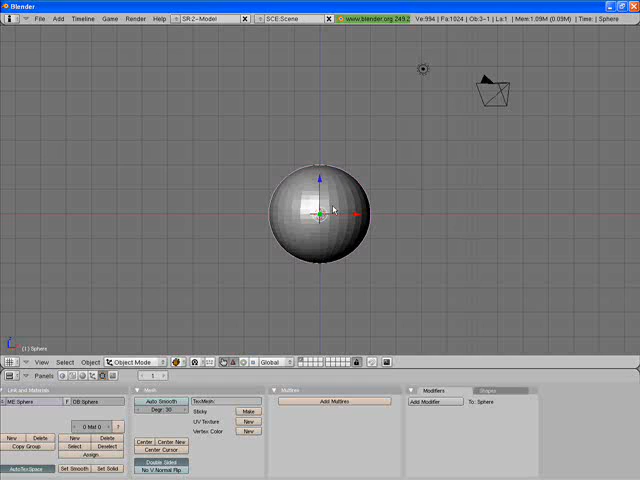 Blender
File Add Timeline Game Render Help SR:2-Model SCE:Scene www.blender.org 249.2 Ve:994 | Fa:1024 | Ob:3-1 | La:1 | Mem:1.09M (0.09M) | Time: | Sphere
(1) Sphere
View Select Object Object Mode Global
Panels 1
Link and Materials Mesh Multires Modifiers Shapes
ME:Sphere F OB:Sphere Auto Smooth TexMesh: Add Multires Add Modifier To: Sphere
Degr: 30 Sticky Make
0 Mat 0 ? UV Texture New
New Delete New Delete Vertex Color New
Copy Group Select Deselect Center Center New
Assign Center Cursor
AutoTexSpace Set Smooth Set Solid Double Sided
No V.Normal Flip